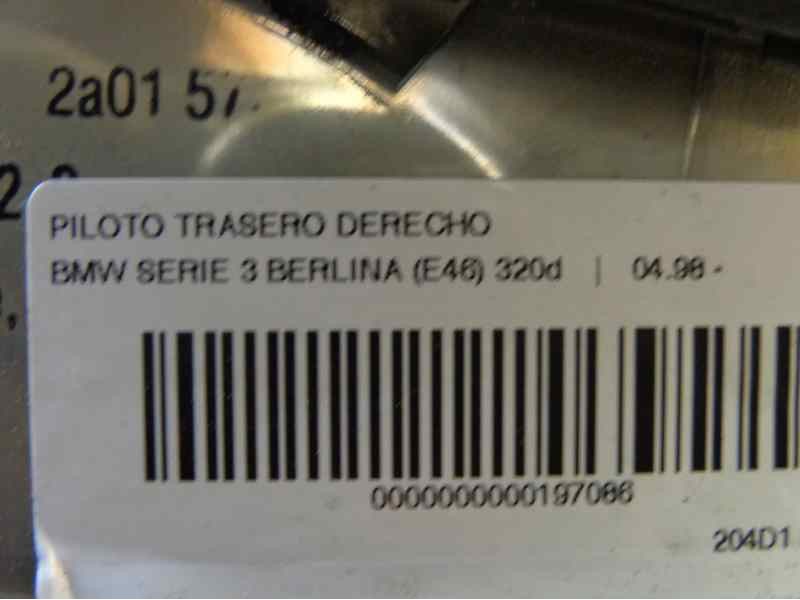 2a01 57
PILOTO TRASERO DERECHO
BMW SERIE 3 BERLINA (E46) 320d | 04.98 -
0000000000197086
204D1